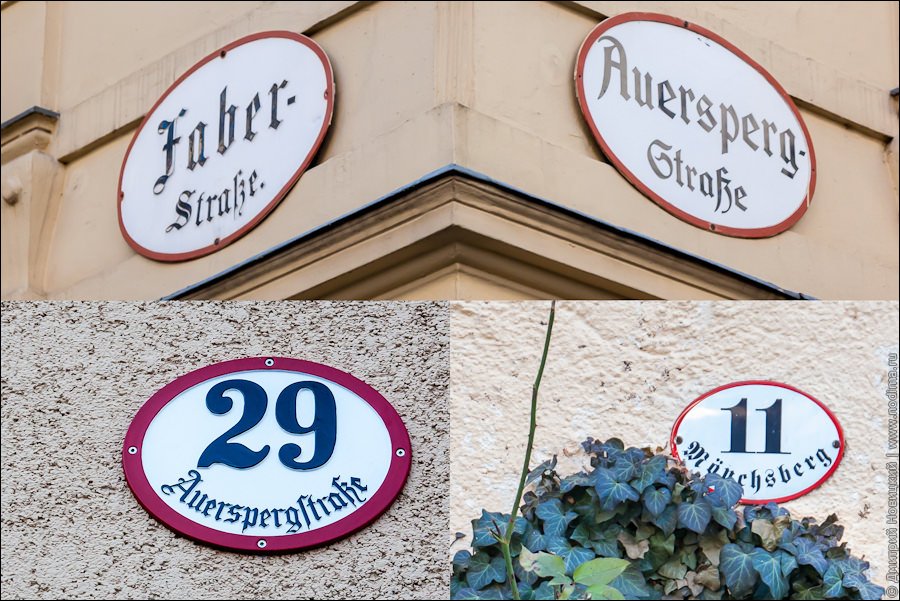 Faber-
Straße.
Auersperg-
Straße
29
Auerspergſtraße
11
Mönchsberg
© Дмитрий Новицкий | www.nodima.ru